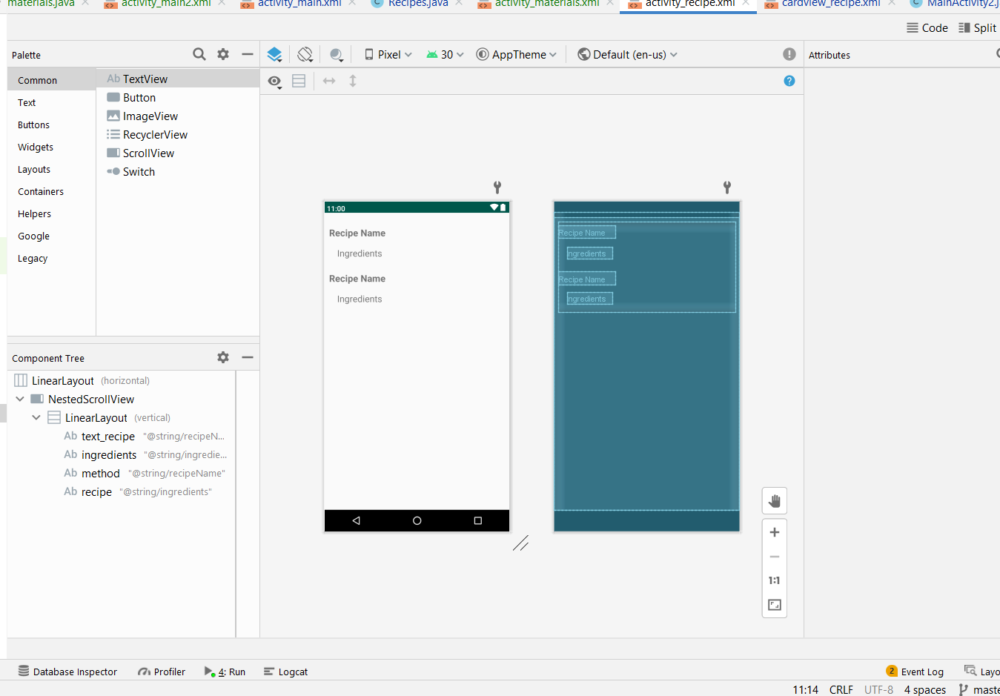 materials.java activity_main2.xml activity_main.xml Recipes.java activity_materials.xml activity_recipe.xml cardview_recipe.xml MainActivity2.j
Code Split
Palette Pixel 30 AppTheme Default (en-us) Attributes
Common
Text
Buttons
Widgets
Layouts
Containers
Helpers
Google
Legacy
Ab TextView
Button
ImageView
RecyclerView
ScrollView
Switch
?
11:00
Recipe Name
Ingredients
Recipe Name
Ingredients
Recipe Name
Ingredients
Recipe Name
Ingredients
Component Tree
LinearLayout (horizontal)
NestedScrollView
LinearLayout (vertical)
Ab text_recipe "@string/recipeN...
Ab ingredients "@string/ingredie...
Ab method "@string/recipeName"
Ab recipe "@string/ingredients"
1:1
Database Inspector Profiler 4: Run Logcat 2 Event Log Layo
11:14 CRLF UTF-8 4 spaces maste